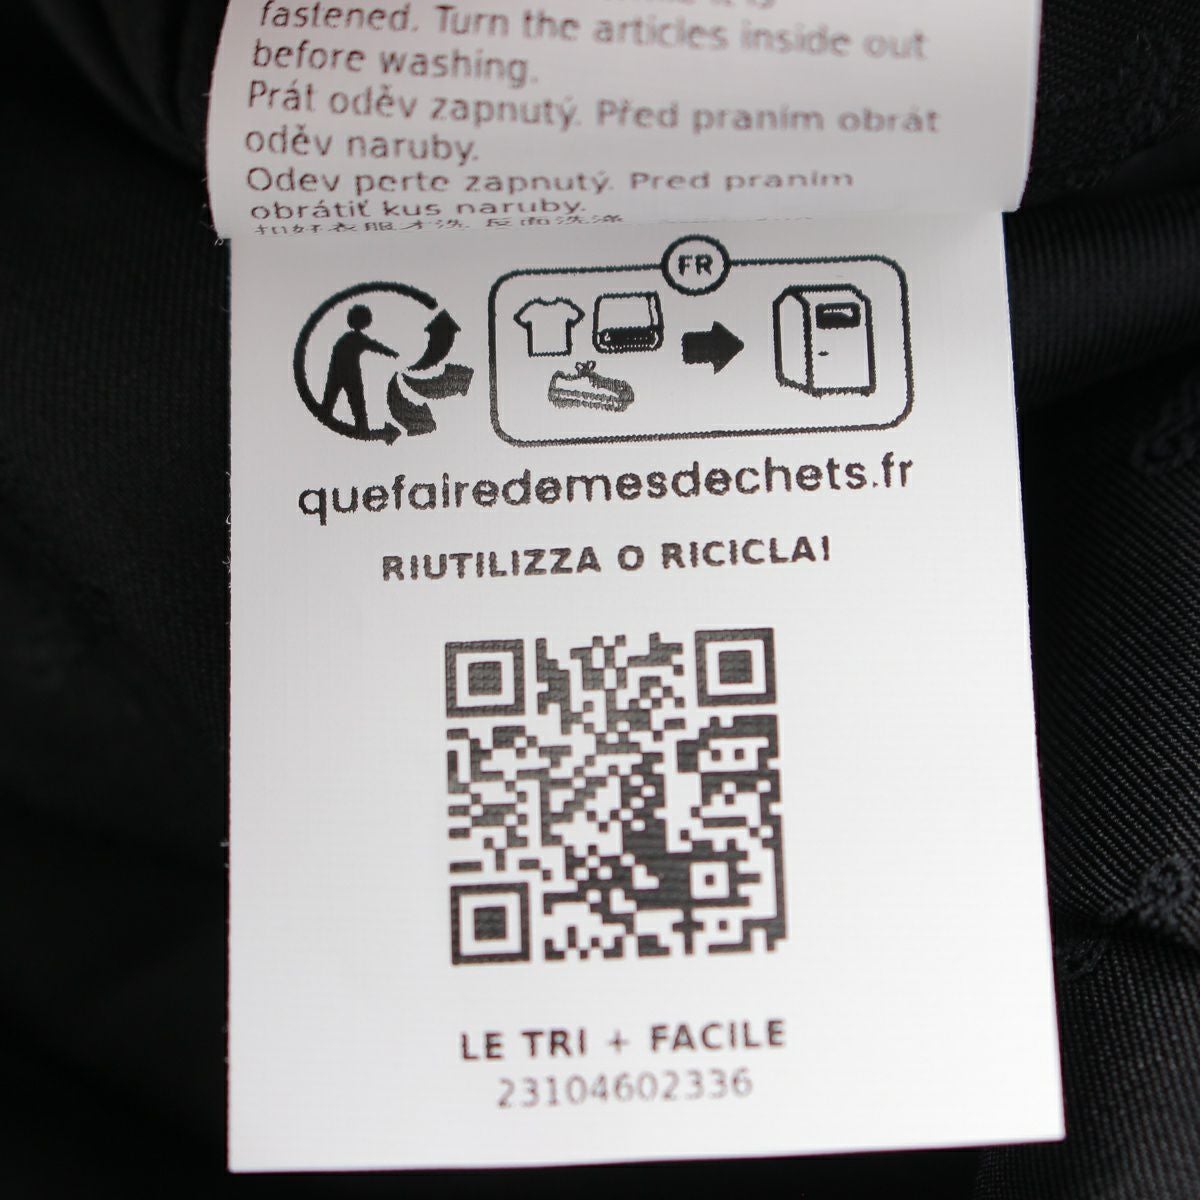 fastened. Turn the articles inside out
before washing.
Prát oděv zapnutý. Před praním obrát
oděv naruby.
Odev perte zapnutý. Pred praním
obrátiť kus naruby.
FR
quefairedemesdechets.fr
RIUTILIZZA O RICICLA!
LE TRI + FACILE
23104602336